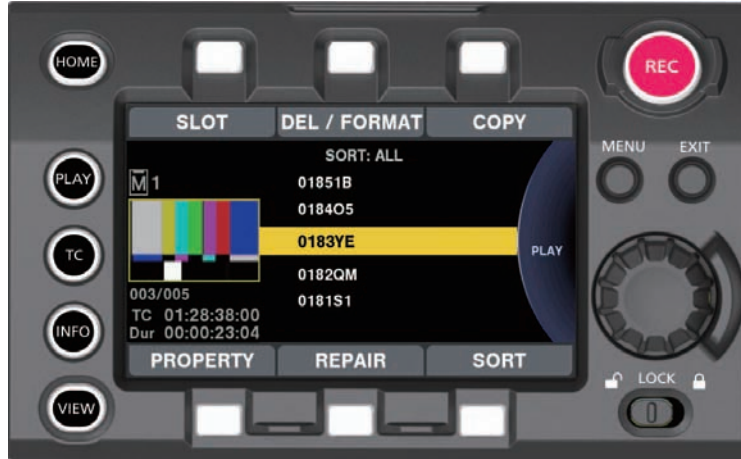 HOME
REC
SLOT
DEL / FORMAT
COPY
MENU
EXIT
SORT: ALL
PLAY
M 1
01851B
0184O5
0183YE
PLAY
TC
0182QM
003/005
0181S1
TC 01:28:38:00
INFO
Dur 00:00:23:04
PROPERTY
REPAIR
SORT
LOCK
VIEW
0